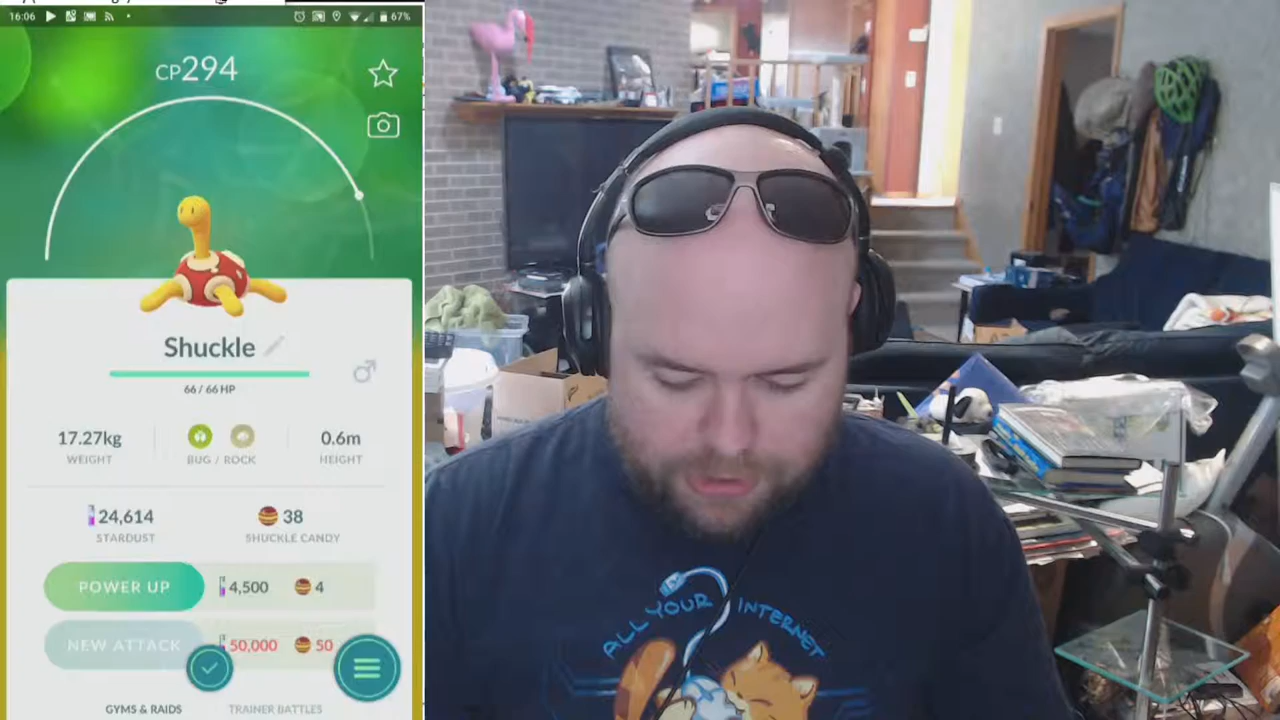 16:06
67%
CP294
Shuckle
66 / 66 HP
17.27kg
WEIGHT
BUG / ROCK
0.6m
HEIGHT
24,614
STARDUST
38
SHUCKLE CANDY
POWER UP
4,500
4
NEW ATTACK
50,000
50
GYMS & RAIDS
TRAINER BATTLES
ALL YOUR INTERNET